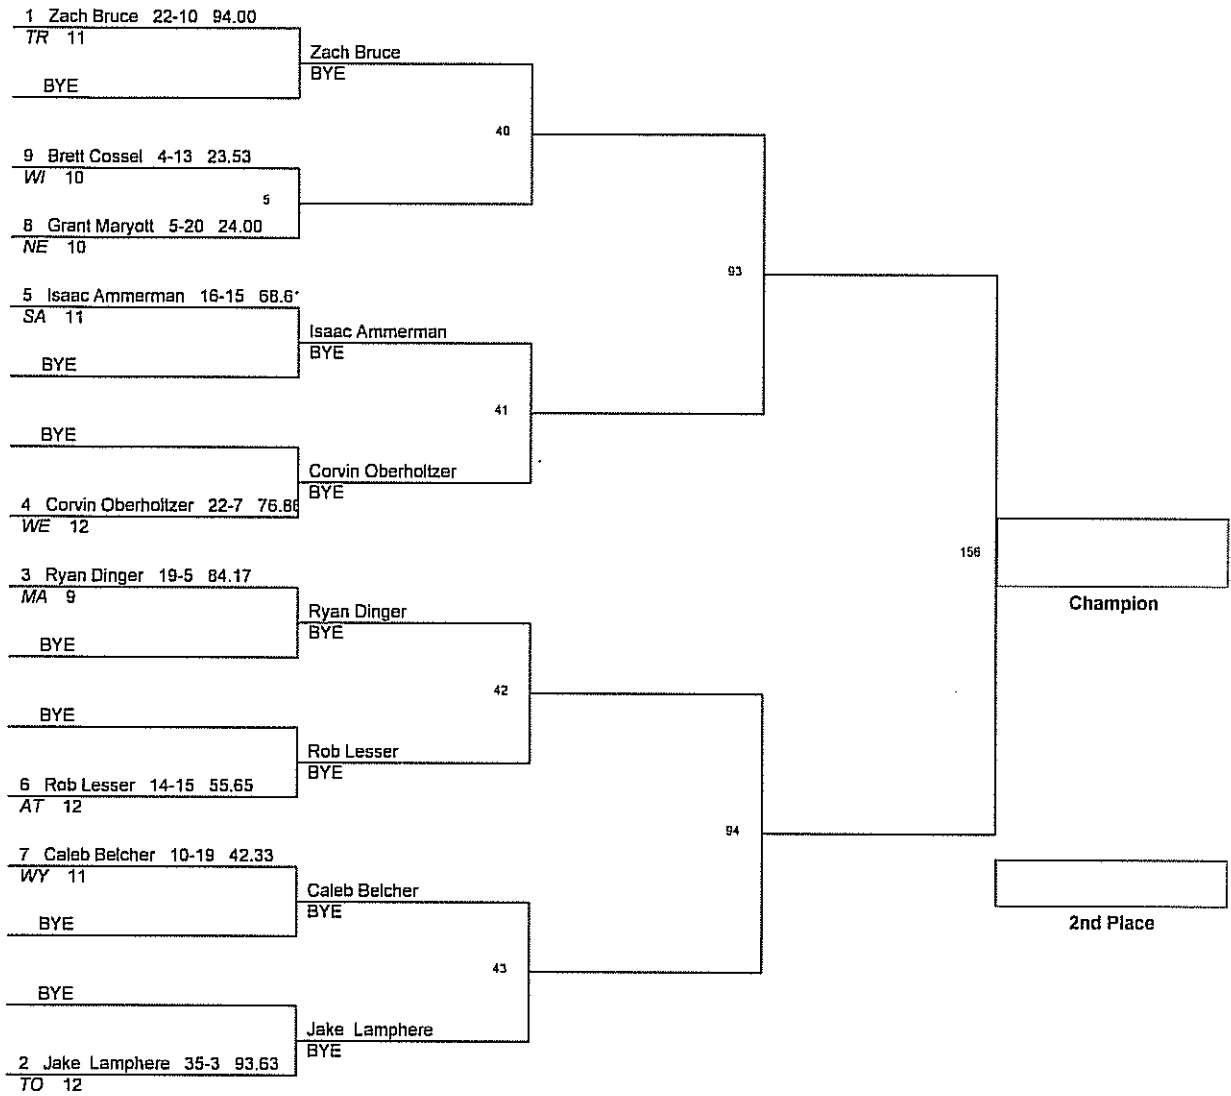 1 Zach Bruce 22-10 94.00
TR 11
Zach Bruce
BYE
BYE
40
9 Brett Cossel 4-13 23.53
WI 10
5
8 Grant Maryott 5-20 24.00
NE 10
93
5 Isaac Ammerman 16-15 68.6
SA 11
Isaac Ammerman
BYE
BYE
41
BYE
Corvin Oberholtzer
BYE
4 Corvin Oberholtzer 22-7 76.86
WE 12
156
Champion
3 Ryan Dinger 19-5 84.17
MA 9
Ryan Dinger
BYE
BYE
42
BYE
Rob Lesser
BYE
6 Rob Lesser 14-15 55.65
AT 12
94
7 Caleb Belcher 10-19 42.33
WY 11
Caleb Belcher
BYE
BYE
2nd Place
43
BYE
Jake Lamphere
BYE
2 Jake Lamphere 35-3 93.63
TO 12